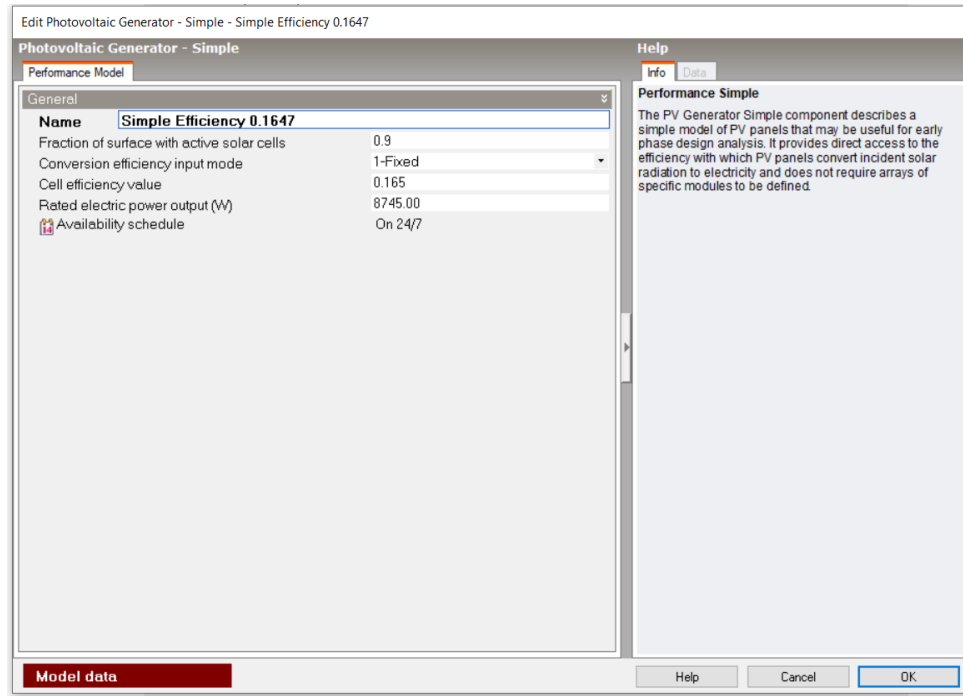 Edit Photovoltaic Generator - Simple - Simple Efficiency 0.1647
Photovoltaic Generator - Simple
Performance Model
General
Name Simple Efficiency 0.1647
Fraction of surface with active solar cells 0.9
Conversion efficiency input mode 1-Fixed
Cell efficiency value 0.165
Rated electric power output (W) 8745.00
14 Availability schedule On 24/7
Help
Info Data
Performance Simple
The PV Generator Simple component describes a
simple model of PV panels that may be useful for early
phase design analysis. It provides direct access to the
efficiency with which PV panels convert incident solar
radiation to electricity and does not require arrays of
specific modules to be defined.
Model data
Help Cancel OK